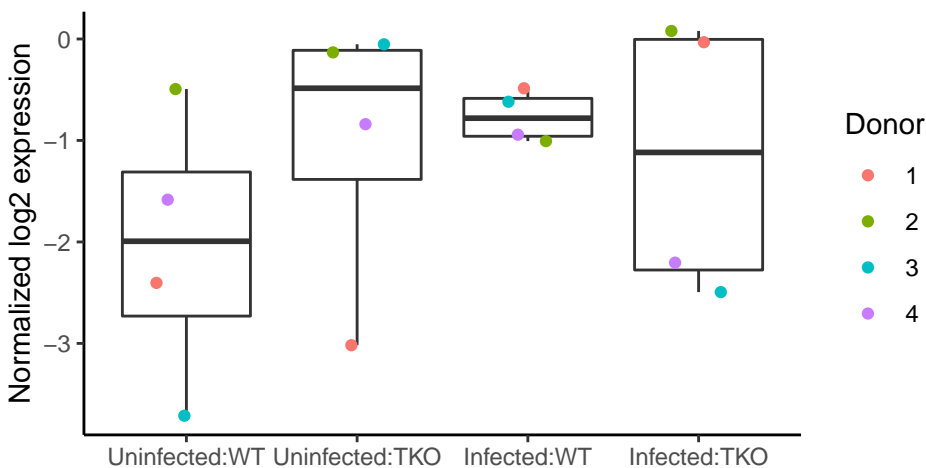 Normalized log2 expression
0
−1
−2
−3
Uninfected:WT Uninfected:TKO Infected:WT Infected:TKO
Donor
1
2
3
4